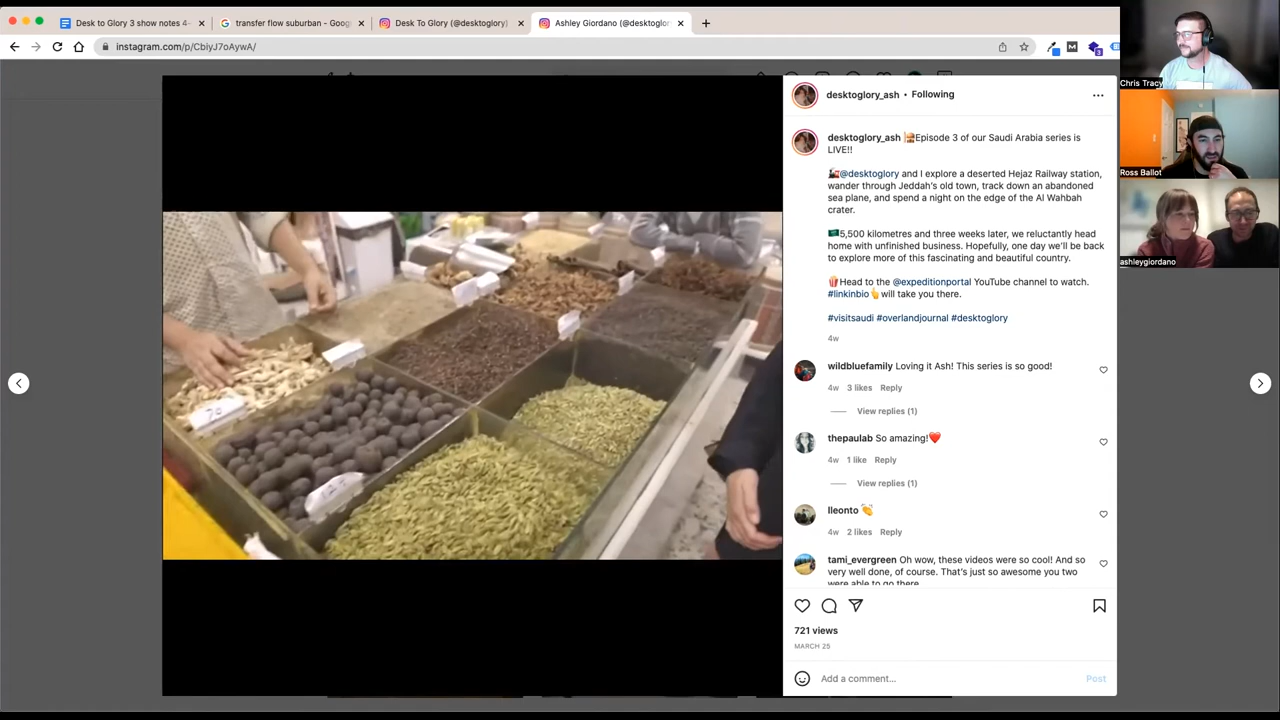 Desk to Glory 3 show notes 4-
transfer flow suburban - Goog
Desk To Glory (@desktoglory)
Ashley Giordano (@desktoglory
instagram.com/p/CbiyJ7oAywA/
Chris Tracy
Ross Ballot
ashleygiordano
desktoglory_ash • Following
desktoglory_ash Episode 3 of our Saudi Arabia series is
LIVE!!
@desktoglory and I explore a deserted Hejaz Railway station,
wander through Jeddah's old town, track down an abandoned
sea plane, and spend a night on the edge of the Al Wahbah
crater.
5,500 kilometres and three weeks later, we reluctantly head
home with unfinished business. Hopefully, one day we'll be back
to explore more of this fascinating and beautiful country.
Head to the @expeditionportal YouTube channel to watch.
#linkinbio will take you there.
#visitsaudi #overlandjournal #desktoglory
4w
wildbluefamily Loving it Ash! This series is so good!
4w 3 likes Reply
View replies (1)
thepaulab So amazing!
4w 1 like Reply
View replies (1)
lleonto
4w 2 likes Reply
tami_evergreen Oh wow, these videos were so cool! And so
very well done, of course. That's just so awesome you two
were able to go there
721 views
MARCH 25
Add a comment...
Post